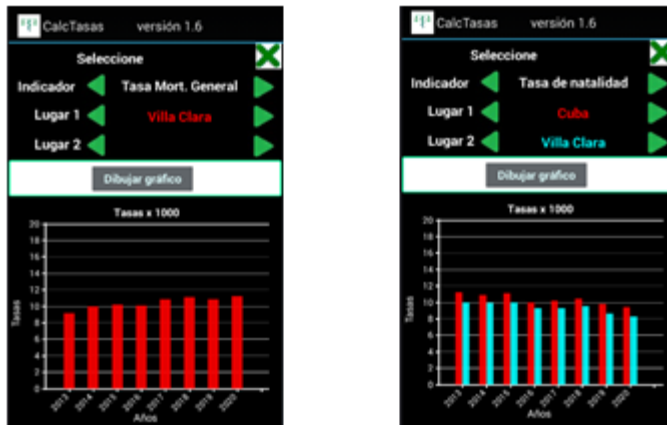 CalcTasas versión 1.6
Seleccione
Indicador Tasa Mort. General
Lugar 1 Villa Clara
Lugar 2
Dibujar gráfico
Tasas x 1000
20
18
16
14
12
10
8
6
4
2
0
Tasas
2013 2014 2015 2016 2017 2018 2019 2020
Años
CalcTasas versión 1.6
Seleccione
Indicador Tasa de natalidad
Lugar 1 Cuba
Lugar 2 Villa Clara
Dibujar gráfico
Tasas x 1000
20
18
16
14
12
10
8
6
4
2
0
Tasas
2013 2014 2015 2016 2017 2018 2019 2020
Años